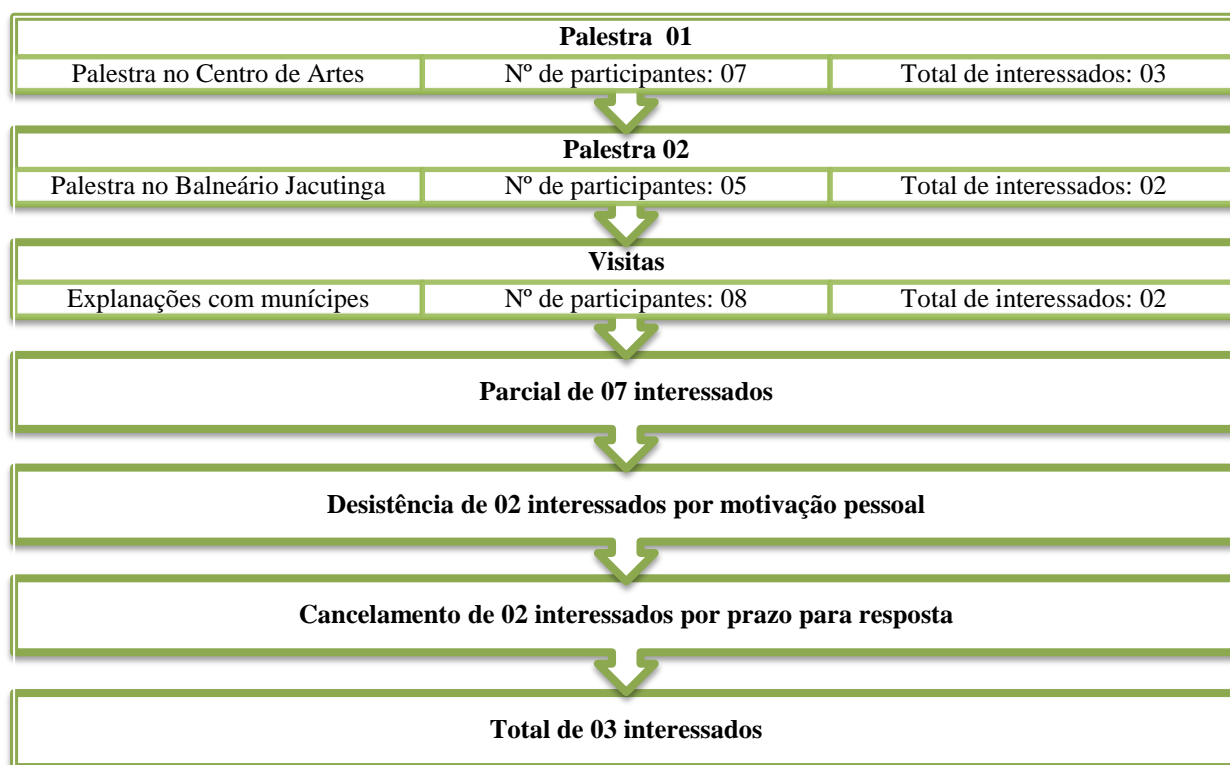 Palestra 01
Palestra no Centro de Artes Nº de participantes: 07 Total de interessados: 03
Palestra 02
Palestra no Balneário Jacutinga Nº de participantes: 05 Total de interessados: 02
Visitas
Explanações com munícipes Nº de participantes: 08 Total de interessados: 02
Parcial de 07 interessados
Desistência de 02 interessados por motivação pessoal
Cancelamento de 02 interessados por prazo para resposta
Total de 03 interessados